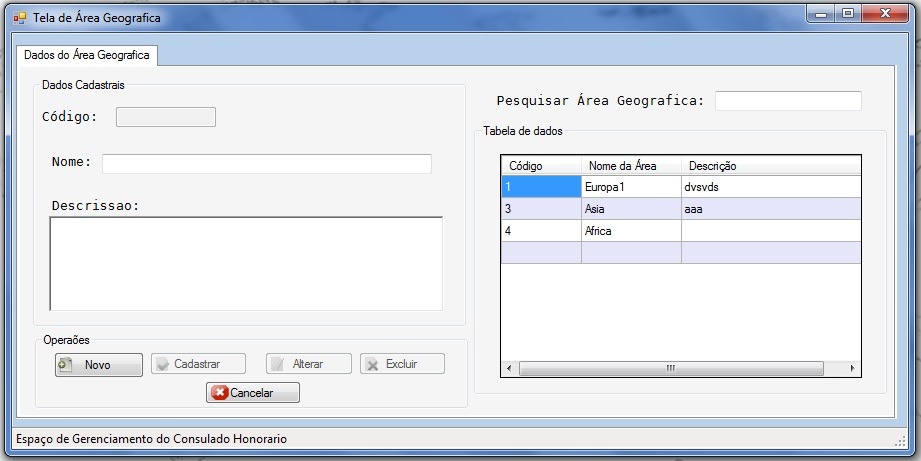 Tela de Área Geografica
Dados do Área Geografica
Dados Cadastrais
Código:
Nome:
Descrissao:
Operaões
Novo Cadastrar Alterar Excluir
Cancelar
Pesquisar Área Geografica:
Tabela de dados
Código Nome da Área Descrição
1 Europa1 dvsvds
3 Asia aaa
4 Africa
Espaço de Gerenciamento do Consulado Honorario